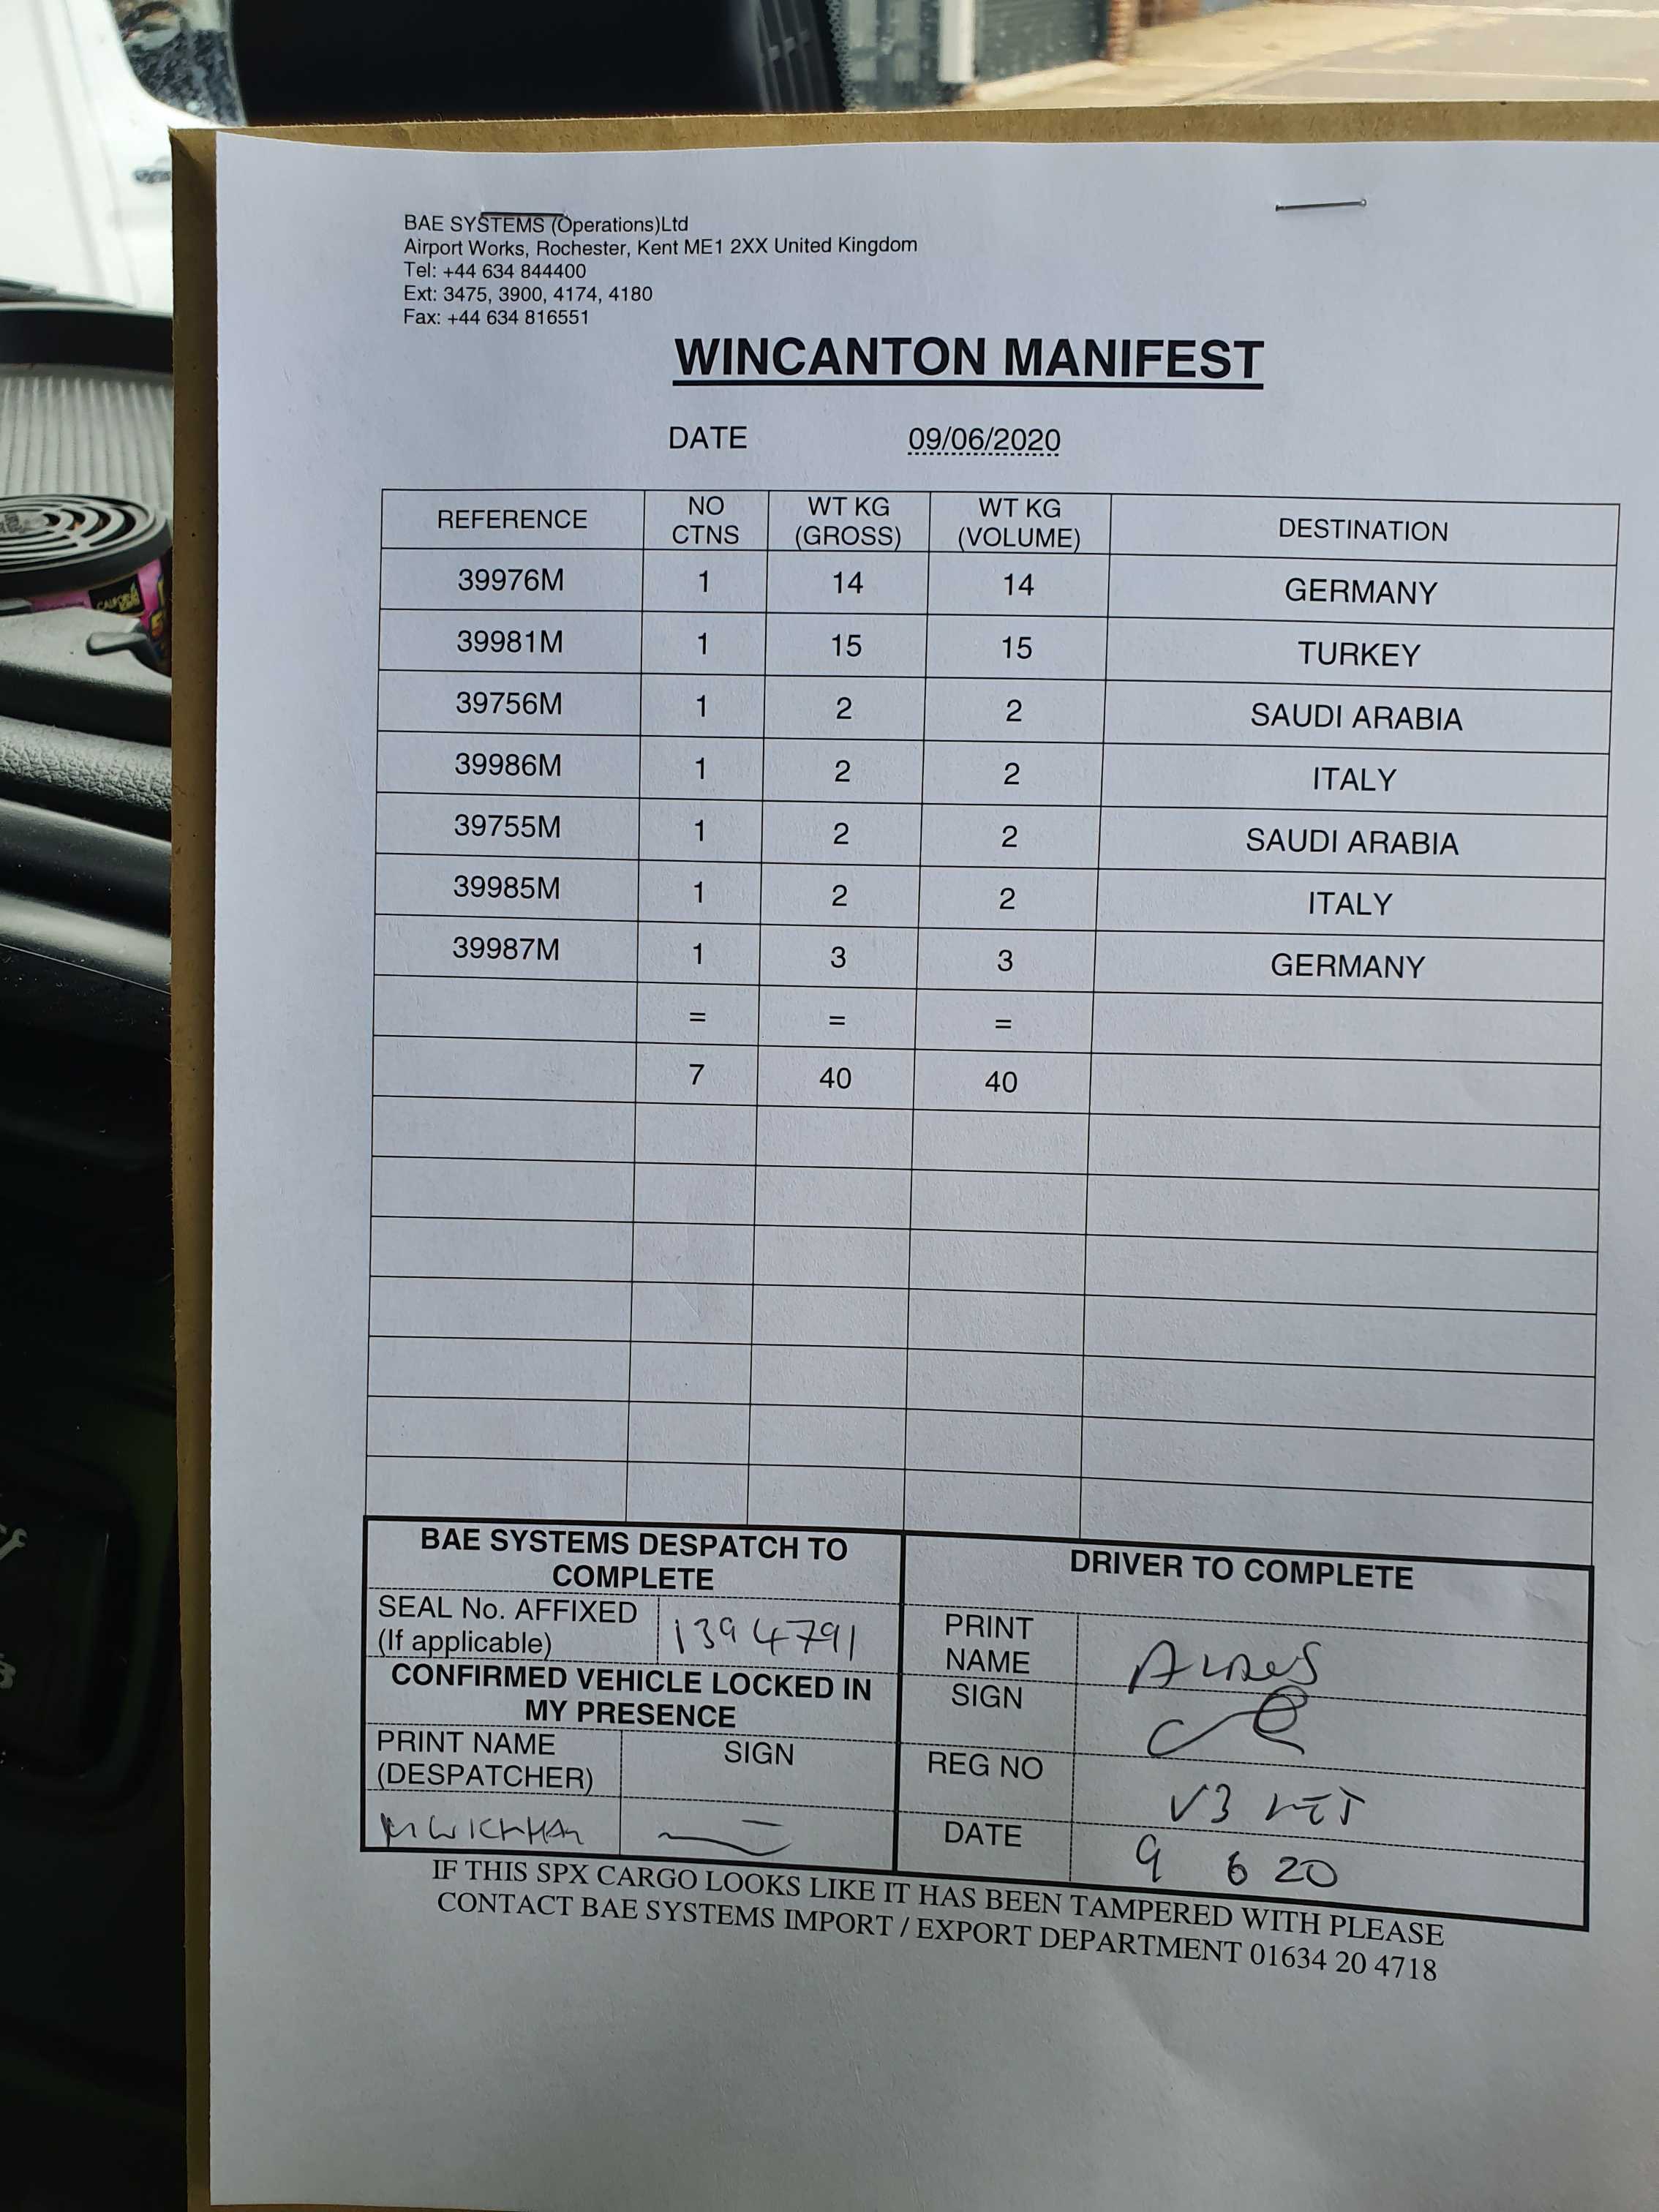 BAE SYSTEMS (Operations)Ltd
Airport Works, Rochester, Kent ME1 2XX United Kingdom
Tel: +44 634 844400
Ext: 3475, 3900, 4174, 4180
Fax: +44 634 816551
WINCANTON MANIFEST
DATE 09/06/2020
REFERENCE NO CTNS WT KG (GROSS) WT KG (VOLUME) DESTINATION
39976M 1 14 14 GERMANY
39981M 1 15 15 TURKEY
39756M 1 2 2 SAUDI ARABIA
39986M 1 2 2 ITALY
39755M 1 2 2 SAUDI ARABIA
39985M 1 2 2 ITALY
39987M 1 3 3 GERMANY
= = =
7 40 40
BAE SYSTEMS DESPATCH TO
COMPLETE
SEAL No. AFFIXED
(If applicable) 1394791
CONFIRMED VEHICLE LOCKED IN
MY PRESENCE
PRINT NAME
(DESPATCHER)
SIGN
DRIVER TO COMPLETE
PRINT
NAME
SIGN
REG NO V3
DATE 9 6 20
IF THIS SPX CARGO LOOKS LIKE IT HAS BEEN TAMPERED WITH PLEASE
CONTACT BAE SYSTEMS IMPORT / EXPORT DEPARTMENT 01634 20 4718